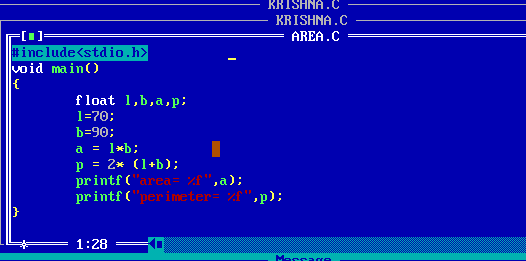 KRISHNA.C
KRISHNA.C
AREA.C
#include<stdio.h>
void main()
{
float l,b,a,p;
l=70;
b=90;
a = l*b;
p = 2* (l+b);
printf("area= %f",a);
printf("perimeter= %f",p);
}
1:28
Message